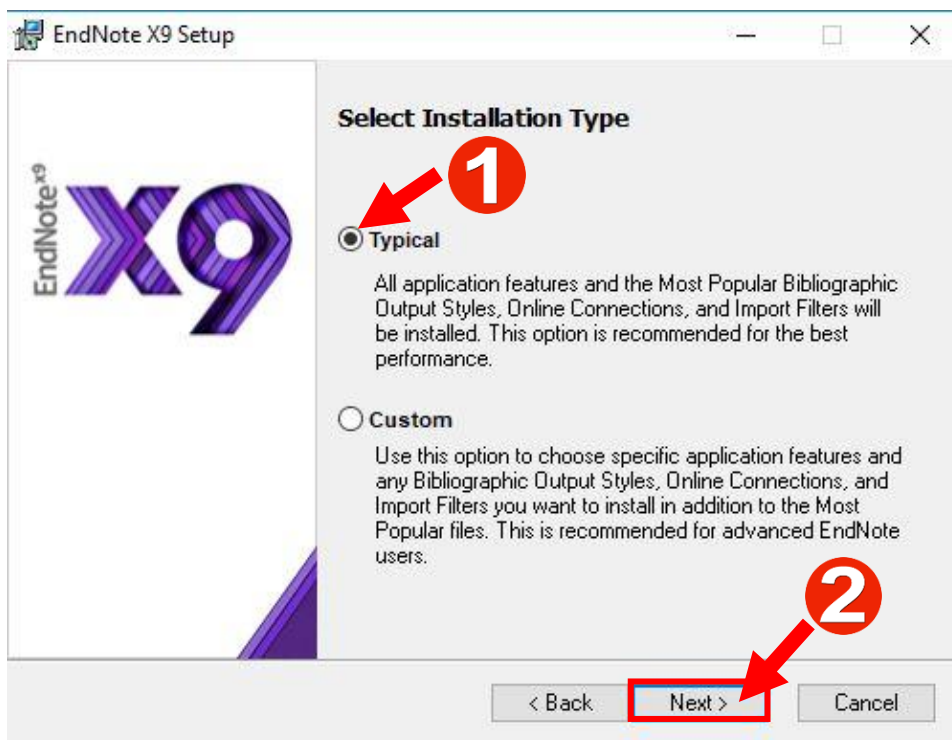 EndNote X9 Setup
EndNote X9
X9
Select Installation Type
1
Typical
All application features and the Most Popular Bibliographic
Output Styles, Online Connections, and Import Filters will
be installed. This option is recommended for the best
performance.
Custom
Use this option to choose specific application features and
any Bibliographic Output Styles, Online Connections, and
Import Filters you want to install in addition to the Most
Popular files. This is recommended for advanced EndNote
users.
2
< Back Next > Cancel